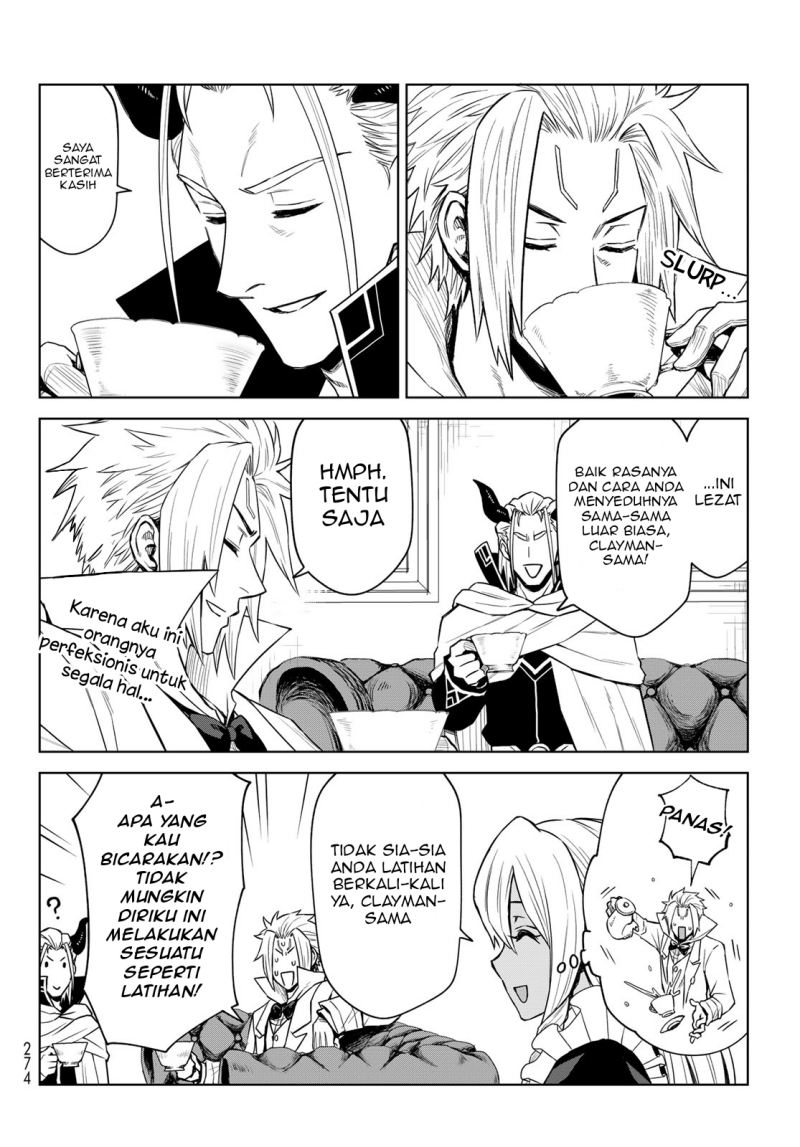 SLURP...
SAYA
SANGAT
BERTERIMA
KASIH
...INI
LEZAT
BAIK RASANYA
DAN CARA ANDA
MENYEDUHNYA
SAMA-SAMA
LUAR BIASA,
CLAYMAN-
SAMA!
HMPH.
TENTU
SAJA
Karena aku ini
orangnya
perfeksionis untuk
segala hal...
PANAS!
TIDAK SIA-SIA
ANDA LATIHAN
BERKALI-KALI
YA, CLAYMAN-
SAMA
A-
APA YANG
KAU
BICARAKAN!?
TIDAK
MUNGKIN
DIRIKU INI
MELAKUKAN
SESUATU
SEPERTI
LATIHAN!
?
274